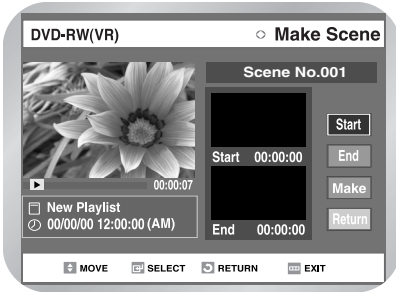 DVD-RW(VR)
Make Scene
Scene No.001
Start 00:00:00
End 00:00:00
Start
End
Make
Return
00:00:07
New Playlist
00/00/00 12:00:00 (AM)
MOVE SELECT RETURN EXIT